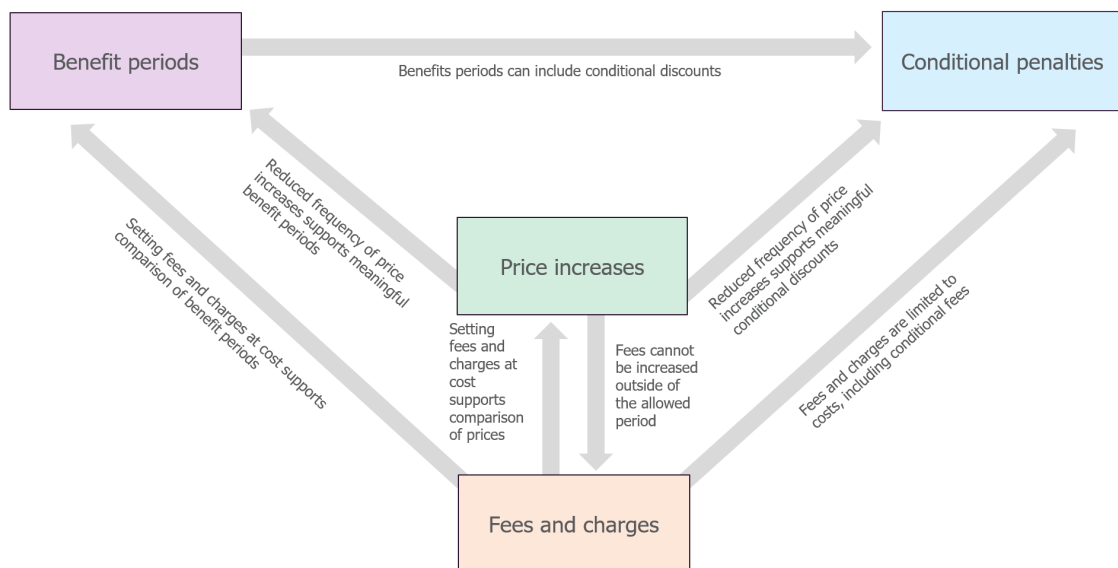 Benefit periods
Conditional penalties
Benefits periods can include conditional discounts
Reduced frequency of price
increases supports meaningful
benefit periods
Reduced frequency of price
increases supports meaningful
conditional discounts
Setting fees and charges at cost supports
comparison of benefit periods
Price increases
Fees and charges are limited to
costs, including conditional fees
Setting
fees and
charges at
cost
supports
comparison
of prices
Fees cannot
be increased
outside of
the allowed
period
Fees and charges